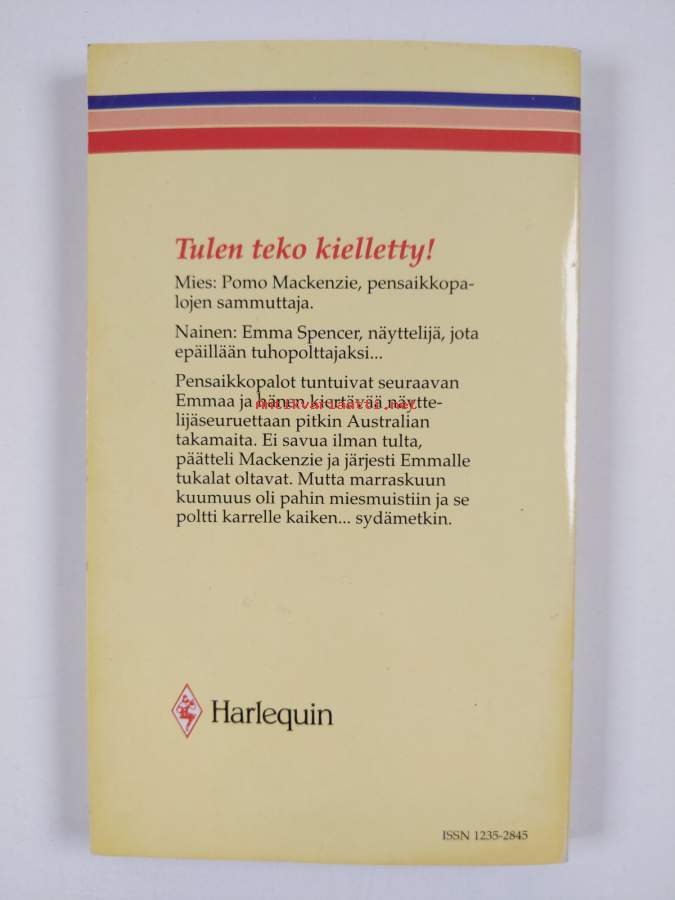 Tulen teko kielletty!
Mies: Pomo Mackenzie, pensaikkopa-
lojen sammuttaja.
Nainen: Emma Spencer, näyttelijä, jota
epäillään tuhopolttajaksi...
Pensaikkopalot tuntuivat seuraavan
Emmaa ja hänen kiertävää näytte-
antikvariaatti.net
lijäseuruettaan pitkin Australian
takamaita. Ei savua ilman tulta,
päätteli Mackenzie ja järjesti Emmalle
tukalat oltavat. Mutta marraskuun
kuumuus oli pahin miesmuistiin ja se
poltti karrelle kaiken... sydämetkin.
Harlequin
ISSN 1235-2845